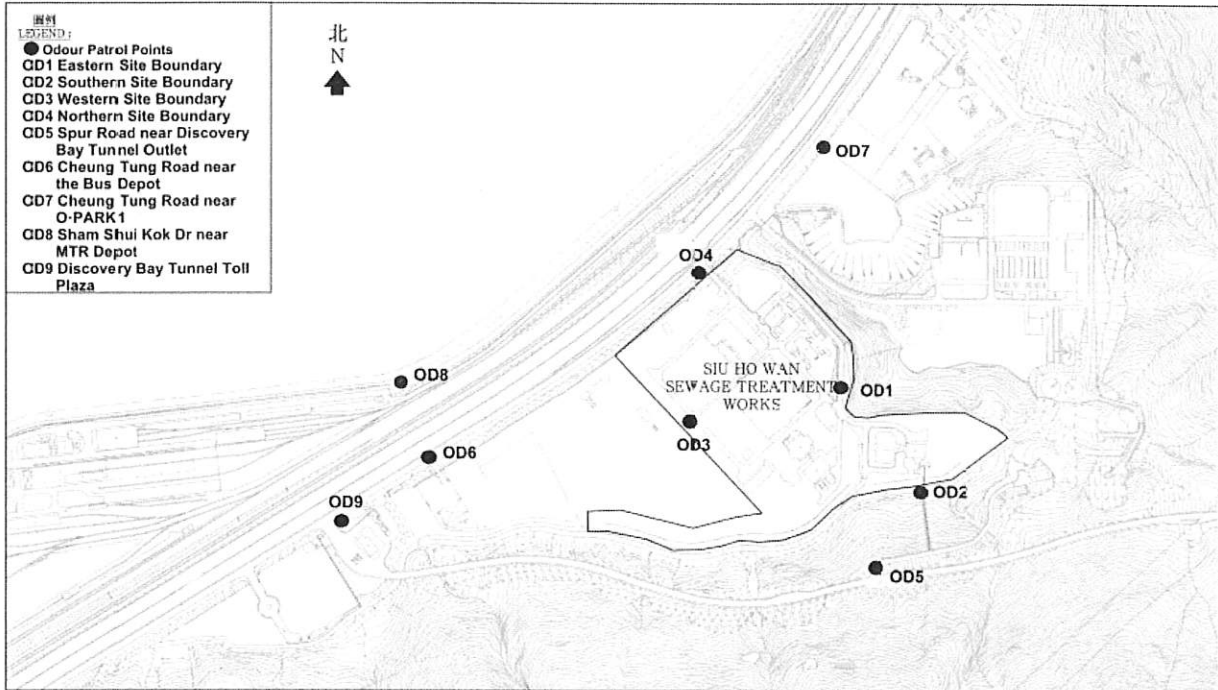 圖例
LEGEND :
Odour Patrol Points
OD1 Eastern Site Boundary
OD2 Southern Site Boundary
OD3 Western Site Boundary
OD4 Northern Site Boundary
OD5 Spur Road near Discovery
Bay Tunnel Outlet
OD6 Cheung Tung Road near
the Bus Depot
OD7 Cheung Tung Road near
O·PARK1
OD8 Sham Shui Kok Dr near
MTR Depot
OD9 Discovery Bay Tunnel Toll
Plaza
北
N
OD7
OD4
OD8
SIU HO WAN
SEWAGE TREATMENT
WORKS
OD1
OD3
OD6
OD2
OD9
OD5